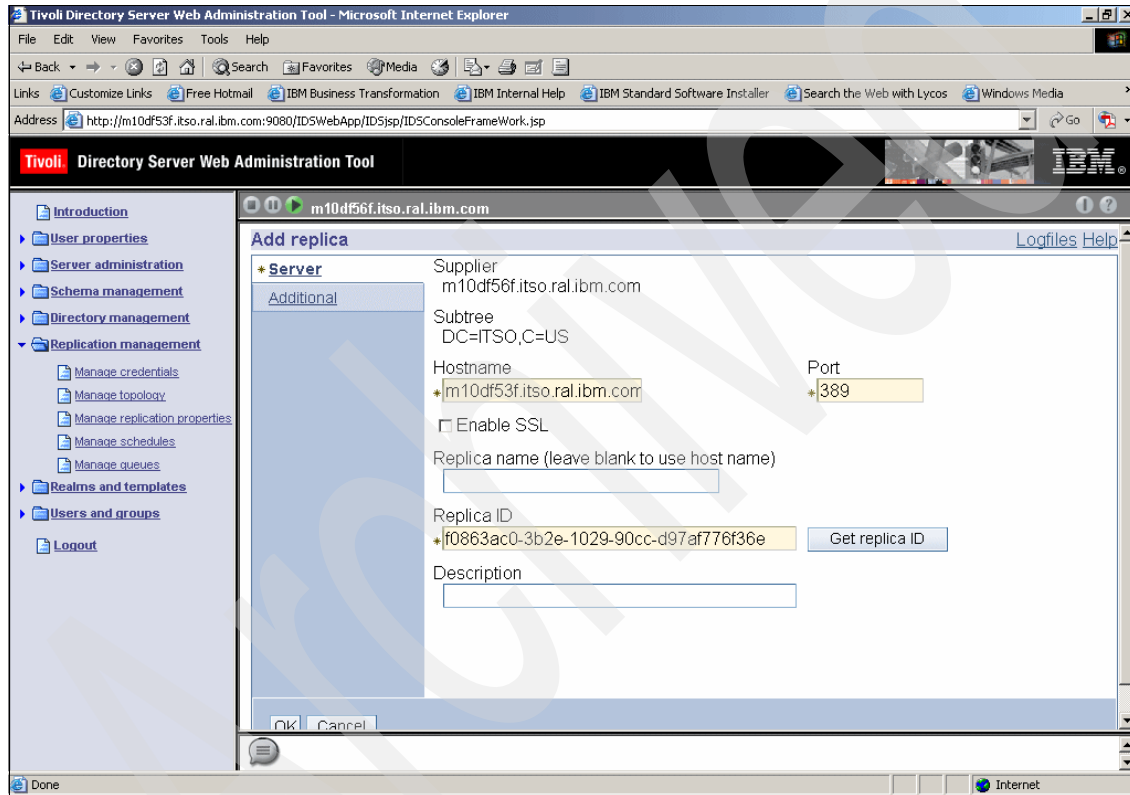 Tivoli Directory Server Web Administration Tool - Microsoft Internet Explorer
File Edit View Favorites Tools Help
Back Search Favorites Media
Links Customize Links Free Hotmail IBM Business Transformation IBM Internal Help IBM Standard Software Installer Search the Web with Lycos Windows Media
Address http://m10df53f.itso.ral.ibm.com:9080/IDSWebApp/IDSjsp/IDSConsoleFrameWork.jsp Go
Tivoli. Directory Server Web Administration Tool IBM.
m10df56f.itso.ral.ibm.com
Introduction
User properties
Server administration
Schema management
Directory management
Replication management
Manage credentials
Manage topology
Manage replication properties
Manage schedules
Manage queues
Realms and templates
Users and groups
Logout
Add replica Logfiles Help
* Server
Additional
Supplier
m10df56f.itso.ral.ibm.com
Subtree
DC=ITSO,C=US
Hostname Port
* m10df53f.itso.ral.ibm.com * 389
Enable SSL
Replica name (leave blank to use host name)
Replica ID
* f0863ac0-3b2e-1029-90cc-d97af776f36e Get replica ID
Description
OK Cancel
Done Internet
Archived